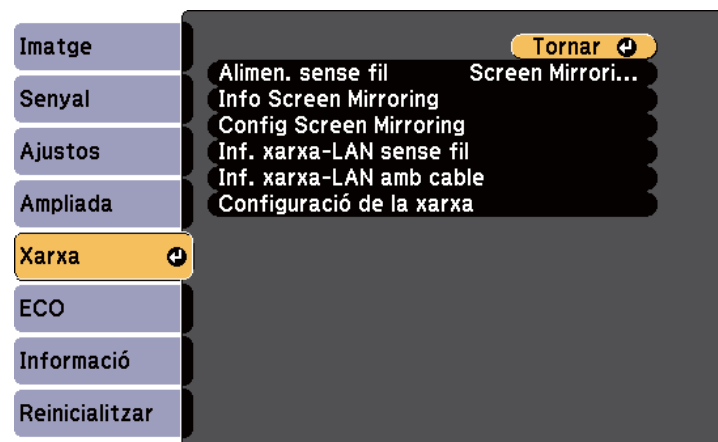 Imatge
Senyal
Ajustos
Ampliada
Xarxa
ECO
Informació
Reinicialitzar
Tornar
Alimen. sense fil Screen Mirrori...
Info Screen Mirroring
Config Screen Mirroring
Inf. xarxa-LAN sense fil
Inf. xarxa-LAN amb cable
Configuració de la xarxa